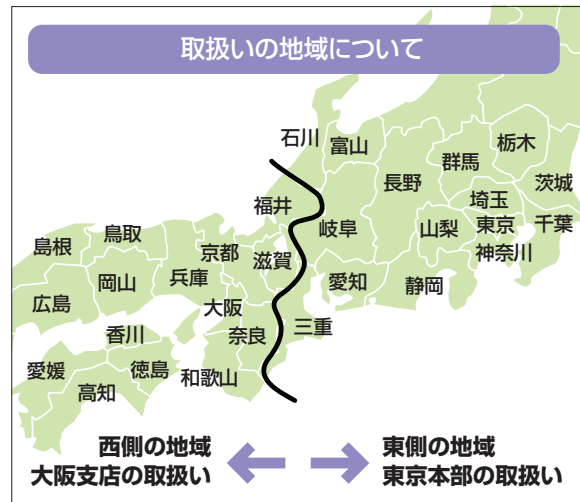 取扱いの地域について
石川
富山
栃木
群馬
長野
茨城
福井
埼玉
岐阜
山梨
東京
千葉
神奈川
島根
鳥取
京都
滋賀
兵庫
岡山
愛知
静岡
広島
大阪
三重
香川
奈良
愛媛
徳島
和歌山
高知
西側の地域
大阪支店の取扱い
東側の地域
東京本部の取扱い